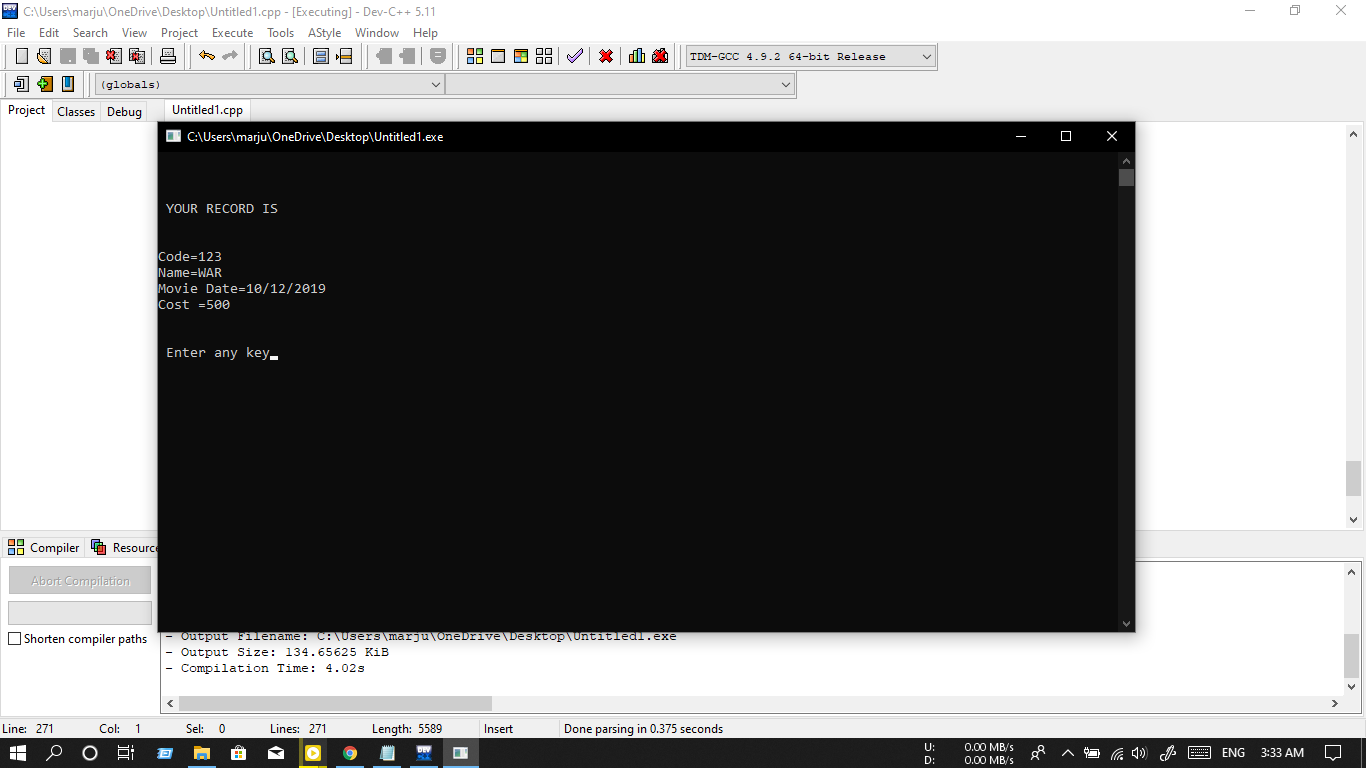 C:\Users\marju\OneDrive\Desktop\Untitled1.cpp - [Executing] - Dev-C++ 5.11
File Edit Search View Project Execute Tools AStyle Window Help
TDM-GCC 4.9.2 64-bit Release
(globals)
Project Classes Debug Untitled1.cpp
C:\Users\marju\OneDrive\Desktop\Untitled1.exe
YOUR RECORD IS
Code=123
Name=WAR
Movie Date=10/12/2019
Cost =500
Enter any key
Compiler Resource
Abort Compilation
Shorten compiler paths
- Output Filename: C:\Users\marju\OneDrive\Desktop\Untitled1.exe
- Output Size: 134.65625 KiB
- Compilation Time: 4.02s
Line: 271 Col: 1 Sel: 0 Lines: 271 Length: 5589 Insert Done parsing in 0.375 seconds
U: 0.00 MB/s
D: 0.00 MB/s
ENG 3:33 AM